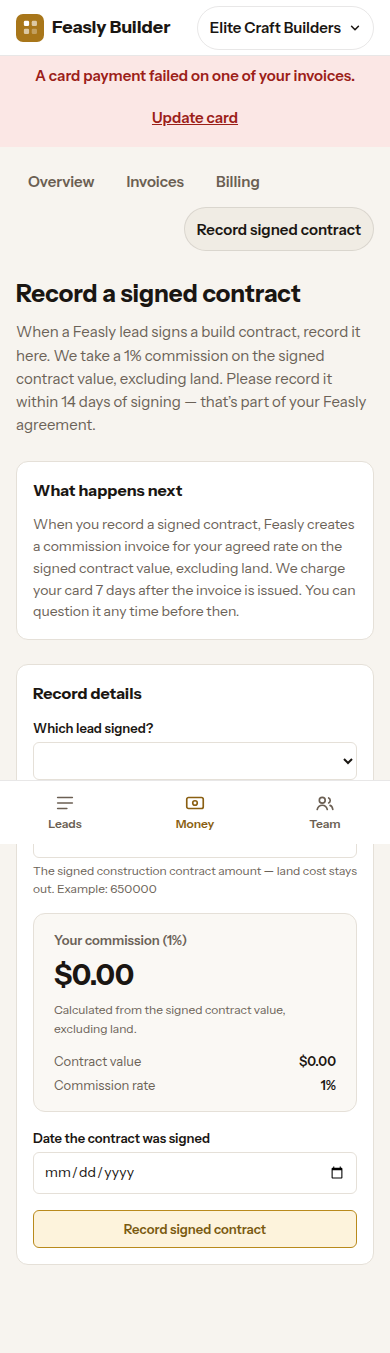 Feasly Builder
Elite Craft Builders
A card payment failed on one of your invoices.
Update card
Overview
Invoices
Billing
Record signed contract
Record a signed contract
When a Feasly lead signs a build contract, record it
here. We take a 1% commission on the signed
contract value, excluding land. Please record it
within 14 days of signing — that's part of your Feasly
agreement.
What happens next
When you record a signed contract, Feasly creates
a commission invoice for your agreed rate on the
signed contract value, excluding land. We charge
your card 7 days after the invoice is issued. You can
question it any time before then.
Record details
Which lead signed?
Leads
Money
Team
The signed construction contract amount — land cost stays
out. Example: 650000
Your commission (1%)
$0.00
Calculated from the signed contract value,
excluding land.
Contract value
$0.00
Commission rate
1%
Date the contract was signed
mm/dd/yyyy
Record signed contract